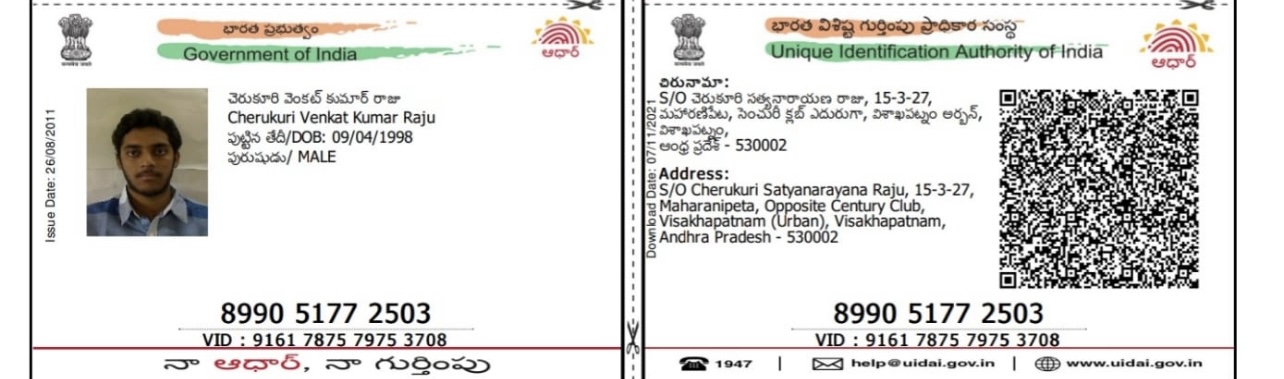 భారత ప్రభుత్వం
Government of India
ఆధార్
Issue Date: 26/08/2011
చెరుకూరి వెంకట్ కుమార్ రాజు
Cherukuri Venkat Kumar Raju
పుట్టిన తేదీ/DOB: 09/04/1998
పురుషుడు/ MALE
8990 5177 2503
VID : 9161 7875 7975 3708
నా ఆధార్, నా గుర్తింపు
భారత విశిష్ట గుర్తింపు ప్రాధికార సంస్థ
Unique Identification Authority of India
ఆధార్
Download Date: 07/11/2021
చిరునామా:
S/O చెరుకూరి సత్యనారాయణ రాజు, 15-3-27,
మహారణిపేట, సెంచురీ క్లబ్ ఎదురుగా, విశాఖపట్నం అర్బన్,
విశాఖపట్నం,
ఆంధ్ర ప్రదేశ్ - 530002
Address:
S/O Cherukuri Satyanarayana Raju, 15-3-27,
Maharanipeta, Opposite Century Club,
Visakhapatnam (Urban), Visakhapatnam,
Andhra Pradesh - 530002
8990 5177 2503
VID : 9161 7875 7975 3708
1947 | help@uidai.gov.in | www.uidai.gov.in